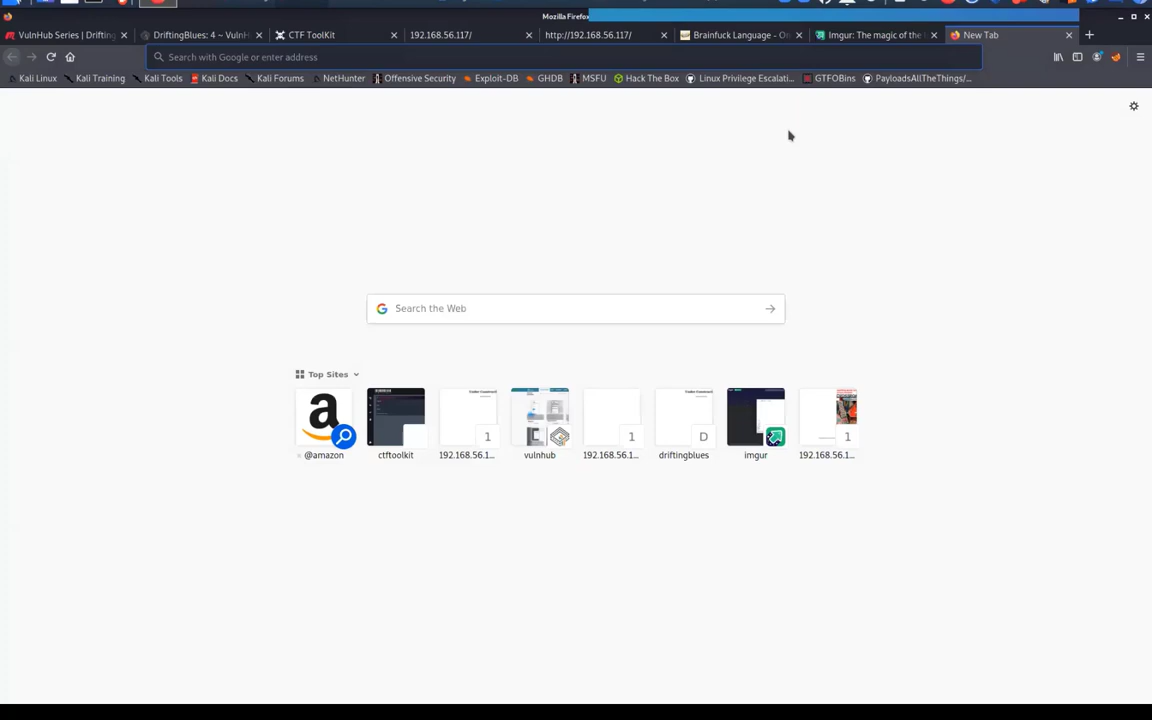 Mozilla Firefox
VulnHub Series | Drifting
DriftingBlues: 4 ~ VulnH
CTF ToolKit
192.168.56.117/
http://192.168.56.117/
Brainfuck Language - On
Imgur: The magic of the I
New Tab
Search with Google or enter address
Kali Linux
Kali Training
Kali Tools
Kali Docs
Kali Forums
NetHunter
Offensive Security
Exploit-DB
GHDB
MSFU
Hack The Box
Linux Privilege Escalati...
GTFOBins
PayloadsAllTheThings/...
Search the Web
Top Sites
1
1
D
1
@amazon
ctftoolkit
192.168.56.1...
vulnhub
192.168.56.1...
driftingblues
imgur
192.168.56.1...